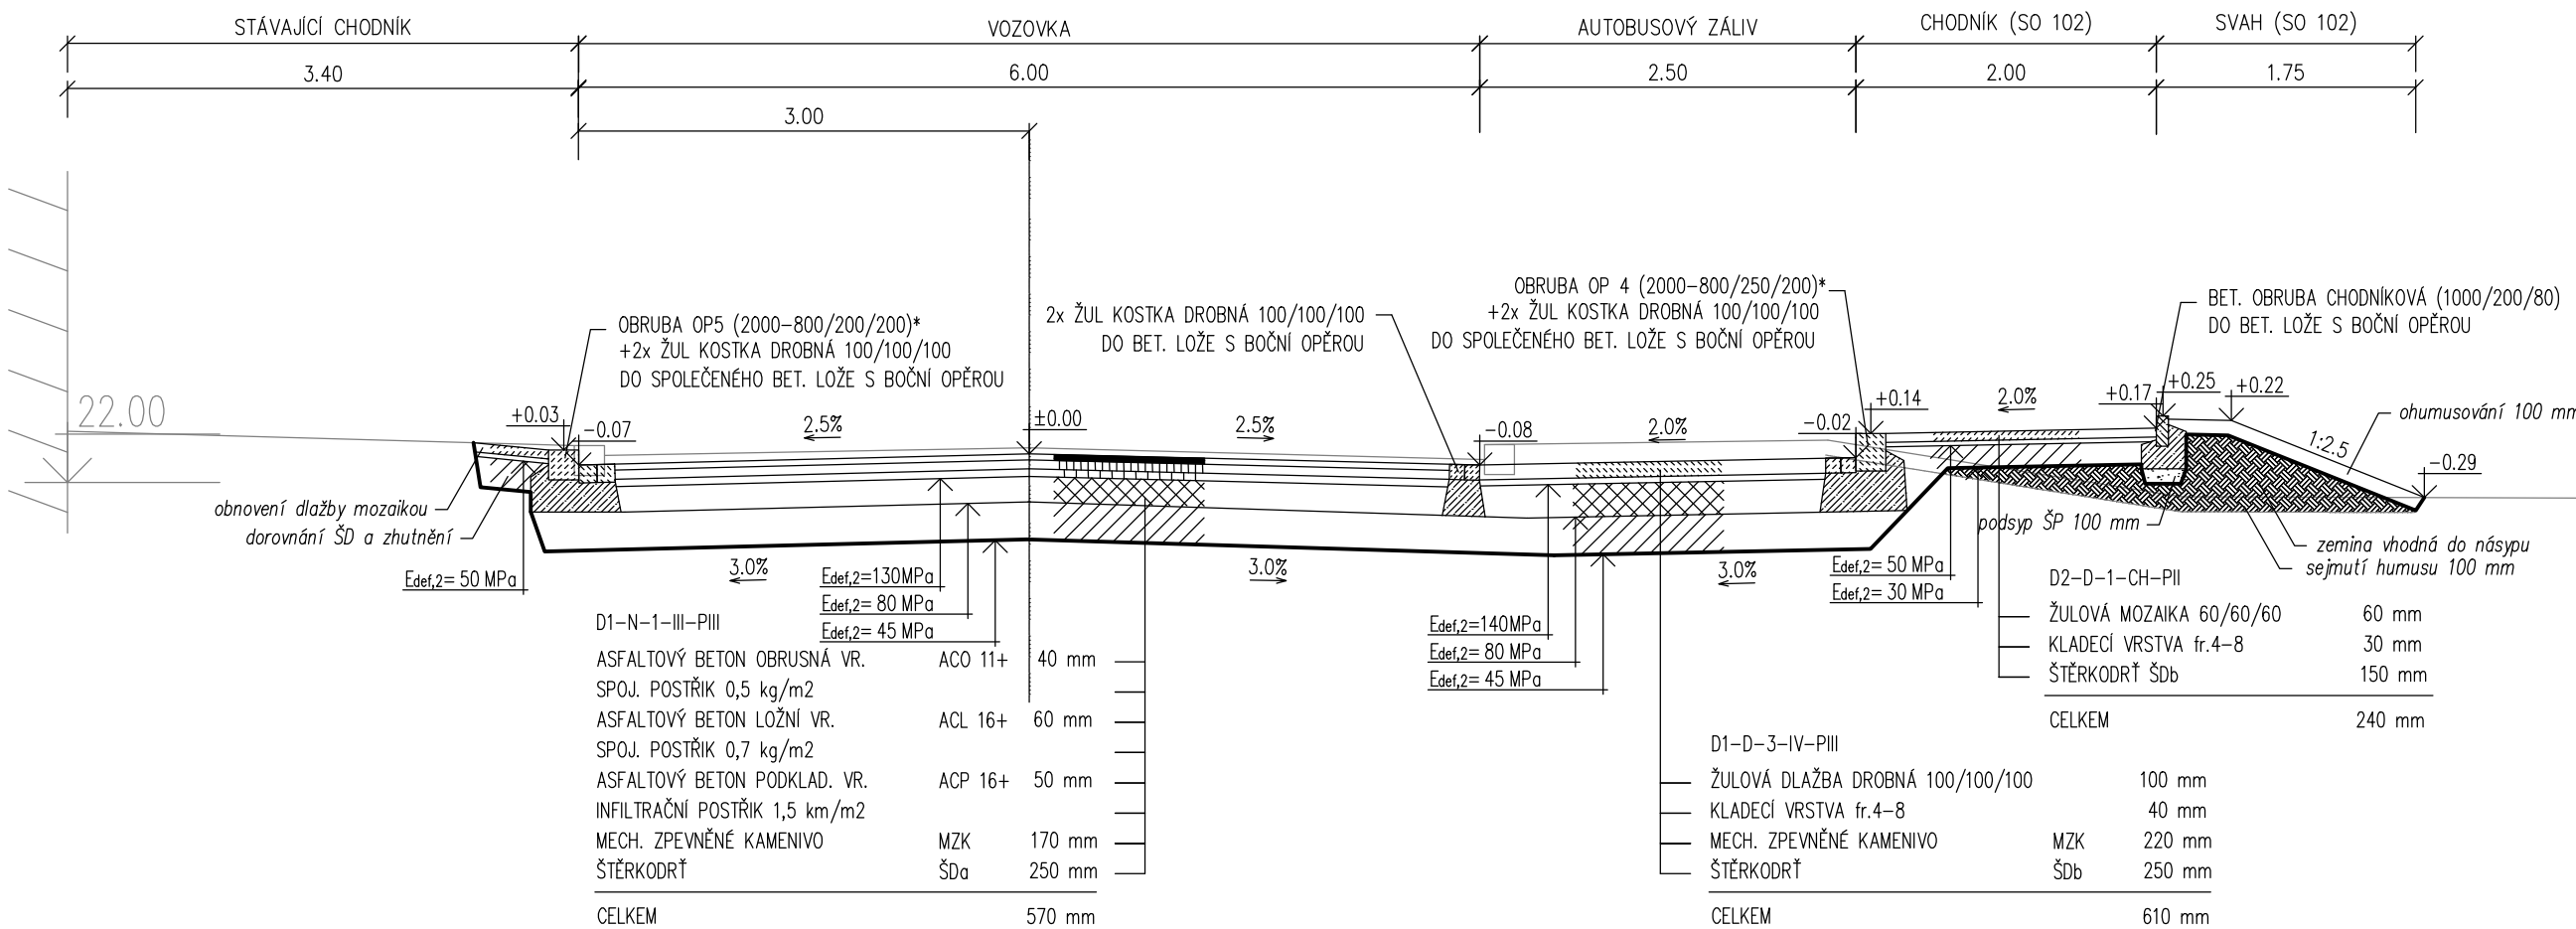 STÁVAJÍCÍ CHODNÍK
VOZOVKA
AUTOBUSOVÝ ZÁLIV
CHODNÍK (SO 102)
SVAH (SO 102)
3.40
6.00
2.50
2.00
1.75
3.00
OBRUBA OP5 (2000-800/200/200)*
+2x ŽUL KOSTKA DROBNÁ 100/100/100
DO SPOLEČENÉHO BET. LOŽE S BOČNÍ OPĚROU
2x ŽUL KOSTKA DROBNÁ 100/100/100
DO BET. LOŽE S BOČNÍ OPĚROU
OBRUBA OP 4 (2000-800/250/200)*
+2x ŽUL KOSTKA DROBNÁ 100/100/100
DO SPOLEČENÉHO BET. LOŽE S BOČNÍ OPĚROU
BET. OBRUBA CHODNÍKOVÁ (1000/200/80)
DO BET. LOŽE S BOČNÍ OPĚROU
22.00
+0.03
-0.07
2.5%
±0.00
2.5%
-0.08
2.0%
-0.02
+0.14
2.0%
+0.17
+0.25
+0.22
ohumusování 100 mm
1:2.5
-0.29
obnovení dlažby mozaikou
dorovnání ŠD a zhutnění
podsyp ŠP 100 mm
zemina vhodná do násypu
sejmutí humusu 100 mm
Edef,2= 50 MPa
3.0%
3.0%
3.0%
Edef,2=130MPa
Edef,2= 80 MPa
Edef,2= 45 MPa
Edef,2=140MPa
Edef,2= 80 MPa
Edef,2= 45 MPa
Edef,2= 50 MPa
Edef,2= 30 MPa
D1-N-1-III-PIII
ASFALTOVÝ BETON OBRUSNÁ VR. ACO 11+ 40 mm
SPOJ. POSTŘIK 0,5 kg/m2
ASFALTOVÝ BETON LOŽNÍ VR. ACL 16+ 60 mm
SPOJ. POSTŘIK 0,7 kg/m2
ASFALTOVÝ BETON PODKLAD. VR. ACP 16+ 50 mm
INFILTRAČNÍ POSTŘIK 1,5 km/m2
MECH. ZPEVNĚNÉ KAMENIVO MZK 170 mm
ŠTĚRKODRŤ ŠDa 250 mm
CELKEM 570 mm
D1-D-3-IV-PIII
ŽULOVÁ DLAŽBA DROBNÁ 100/100/100 100 mm
KLADECÍ VRSTVA fr.4-8 40 mm
MECH. ZPEVNĚNÉ KAMENIVO MZK 220 mm
ŠTĚRKODRŤ ŠDb 250 mm
CELKEM 610 mm
D2-D-1-CH-PII
ŽULOVÁ MOZAIKA 60/60/60 60 mm
KLADECÍ VRSTVA fr.4-8 30 mm
ŠTĚRKODRŤ ŠDb 150 mm
CELKEM 240 mm